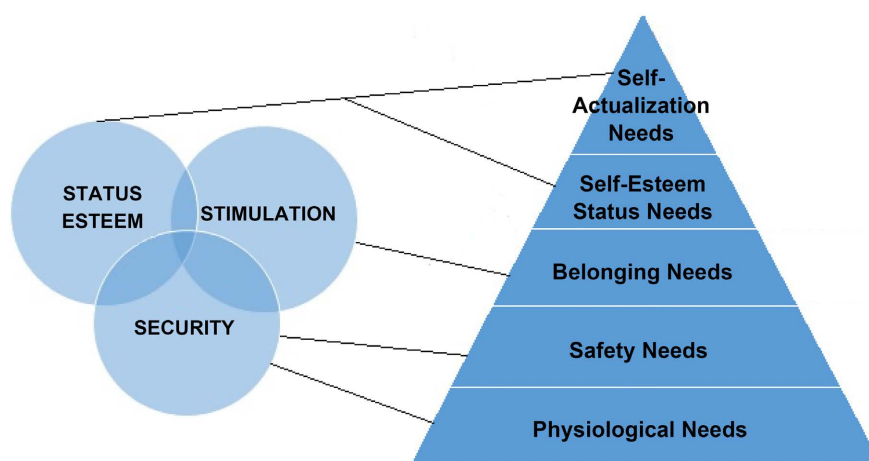 STATUS
ESTEEM
STIMULATION
SECURITY
Self-
Actualization
Needs
Self-Esteem
Status Needs
Belonging Needs
Safety Needs
Physiological Needs